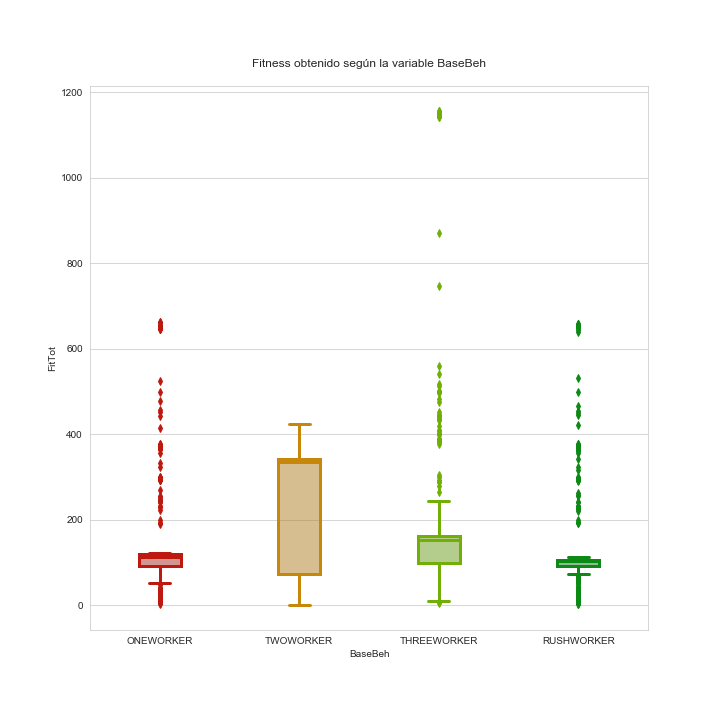 Fitness obtenido según la variable BaseBeh
1200
1000
800
600
400
200
0
FitTot
ONEWORKER
TWOWORKER
THREEWORKER
RUSHWORKER
BaseBeh